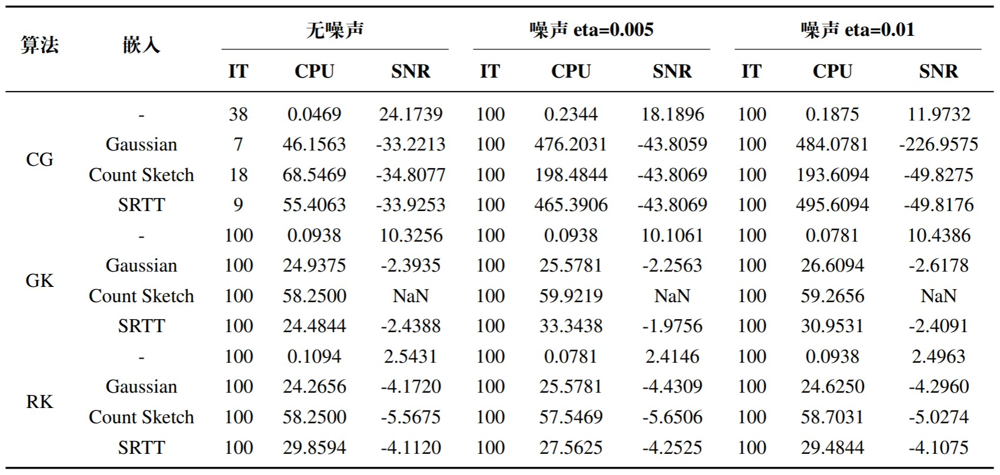 算法 嵌入 无噪声 噪声 eta=0.005 噪声 eta=0.01
IT CPU SNR IT CPU SNR IT CPU SNR
CG
- 38 0.0469 24.1739 100 0.2344 18.1896 100 0.1875 11.9732
Gaussian 7 46.1563 -33.2213 100 476.2031 -43.8059 100 484.0781 -226.9575
Count Sketch 18 68.5469 -34.8077 100 198.4844 -43.8069 100 193.6094 -49.8275
SRTT 9 55.4063 -33.9253 100 465.3906 -43.8069 100 495.6094 -49.8176
GK
- 100 0.0938 10.3256 100 0.0938 10.1061 100 0.0781 10.4386
Gaussian 100 24.9375 -2.3935 100 25.5781 -2.2563 100 26.6094 -2.6178
Count Sketch 100 58.2500 NaN 100 59.9219 NaN 100 59.2656 NaN
SRTT 100 24.4844 -2.4388 100 33.3438 -1.9756 100 30.9531 -2.4091
RK
- 100 0.1094 2.5431 100 0.0781 2.4146 100 0.0938 2.4963
Gaussian 100 24.2656 -4.1720 100 25.5781 -4.4309 100 24.6250 -4.2960
Count Sketch 100 58.2500 -5.5675 100 57.5469 -5.6506 100 58.7031 -5.0274
SRTT 100 29.8594 -4.1120 100 27.5625 -4.2525 100 29.4844 -4.1075